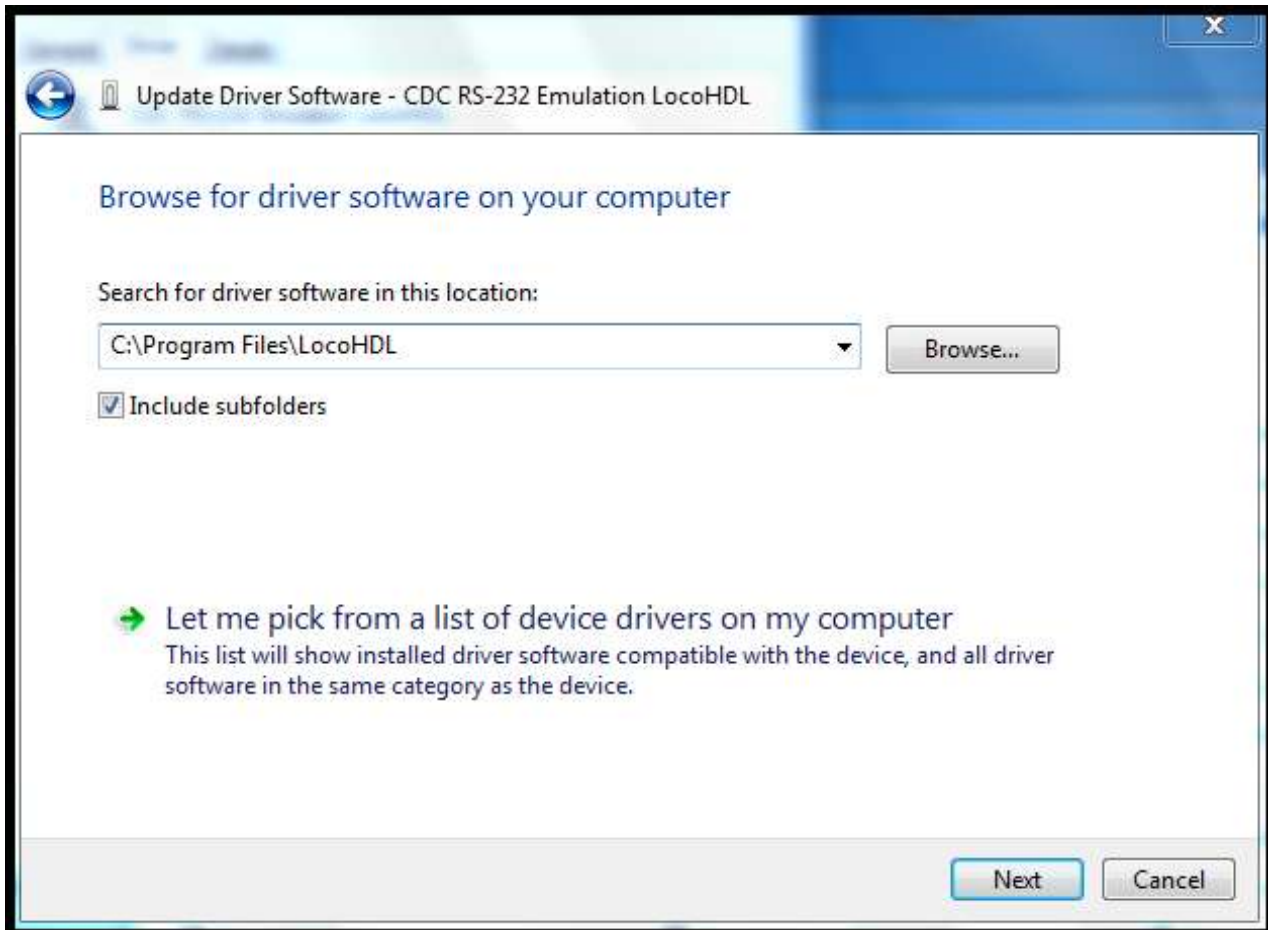 Update Driver Software - CDC RS-232 Emulation LocoHDL
Browse for driver software on your computer
Search for driver software in this location:
C:\Program Files\LocoHDL
Browse...
Include subfolders
Let me pick from a list of device drivers on my computer
This list will show installed driver software compatible with the device, and all driver
software in the same category as the device.
Next
Cancel